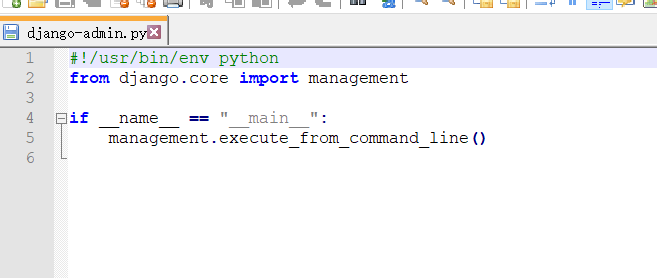 django-admin.py
1 #!/usr/bin/env python
2 from django.core import management
3
4 if __name__ == "__main__":
5 management.execute_from_command_line()
6